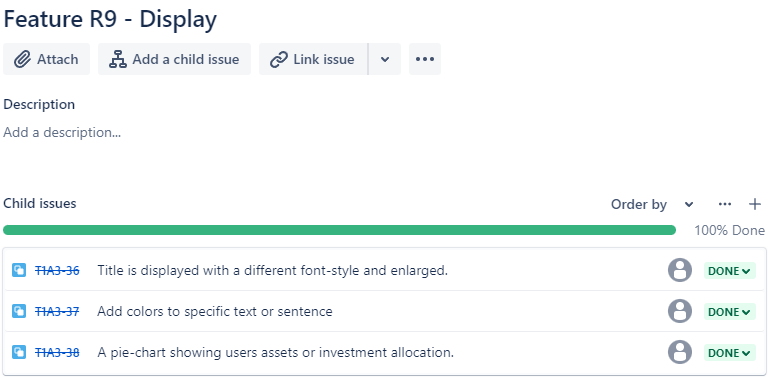 Feature R9 - Display
Attach
Add a child issue
Link issue
Description
Add a description...
Child issues
Order by
100% Done
T1A3-36 Title is displayed with a different font-style and enlarged. DONE
T1A3-37 Add colors to specific text or sentence DONE
T1A3-38 A pie-chart showing users assets or investment allocation. DONE